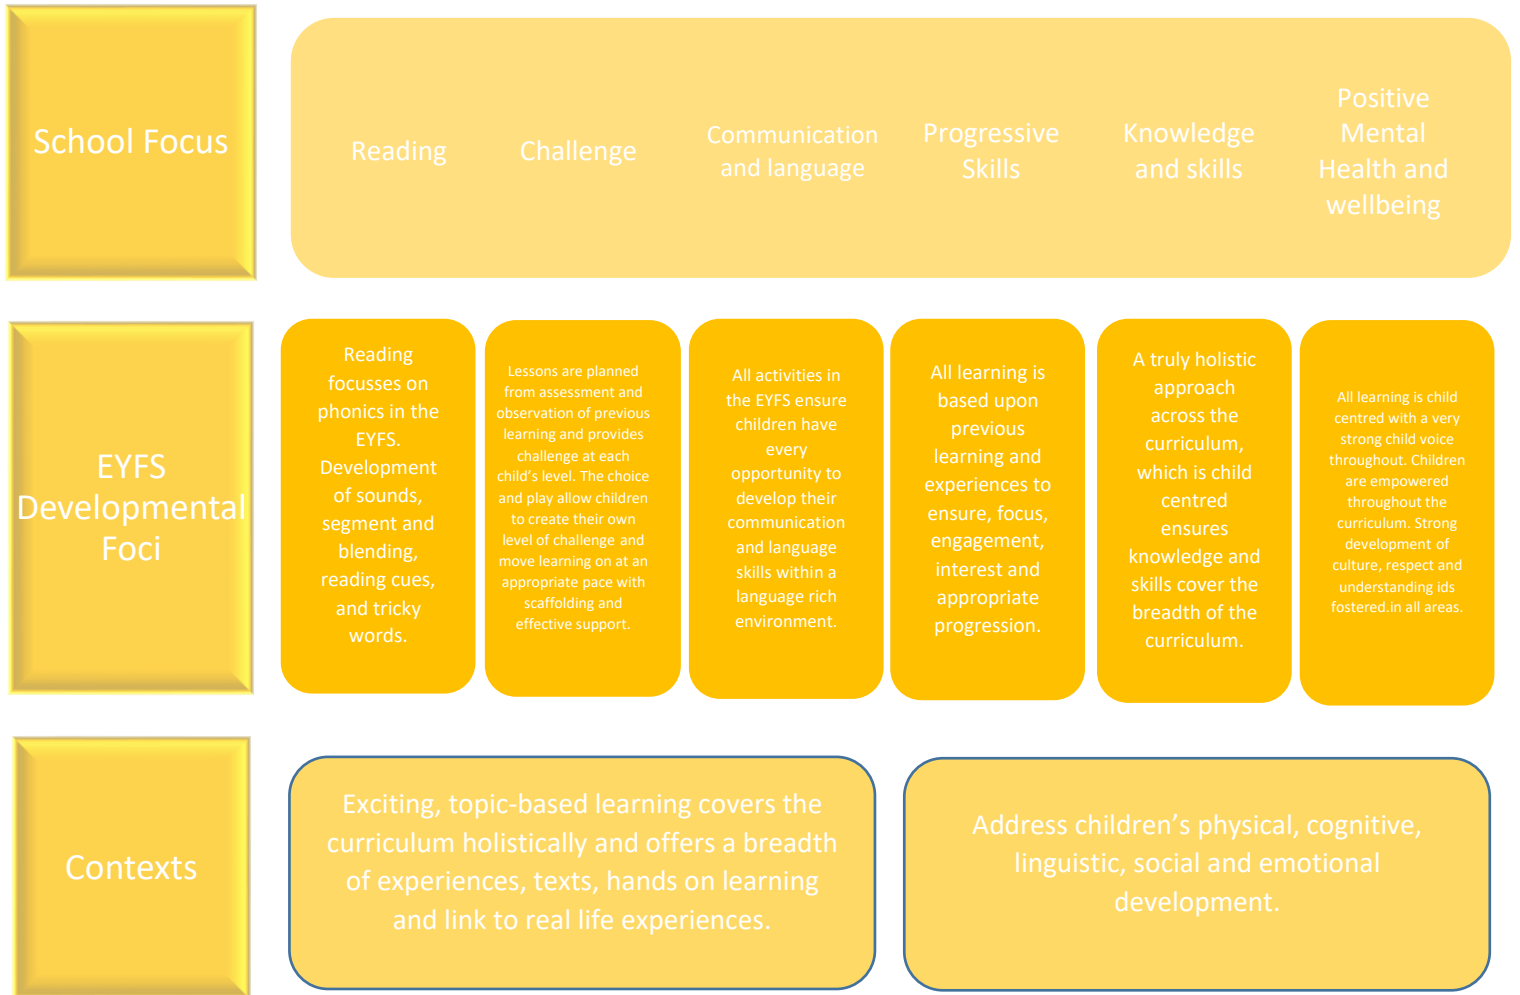 School Focus
Reading
Challenge
Communication
and language
Progressive
Skills
Knowledge
and skills
Positive
Mental
Health and
wellbeing
EYFS
Developmental
Foci
Reading
focusses on
phonics in the
EYFS.
Development
of sounds,
segment and
blending,
reading cues,
and tricky
words.
Lessons are planned
from assessment and
observation of previous
learning and provides
challenge at each
child's level. The choice
and play allow children
to create their own
level of challenge and
move learning on at an
appropriate pace with
scaffolding and
effective support.
All activities in
the EYFS ensure
children have
every
opportunity to
develop their
communication
and language
skills within a
language rich
environment.
All learning is
based upon
previous
learning and
experiences to
ensure, focus,
engagement,
interest and
appropriate
progression.
A truly holistic
approach
across the
curriculum,
which is child
centred
ensures
knowledge and
skills cover the
breadth of the
curriculum.
All learning is child
centred with a very
strong child voice
throughout. Children
are empowered
throughout the
curriculum. Strong
development of
culture, respect and
understanding ids
fostered.in all areas.
Contexts
Exciting, topic-based learning covers the
curriculum holistically and offers a breadth
of experiences, texts, hands on learning
and link to real life experiences.
Address children's physical, cognitive,
linguistic, social and emotional
development.